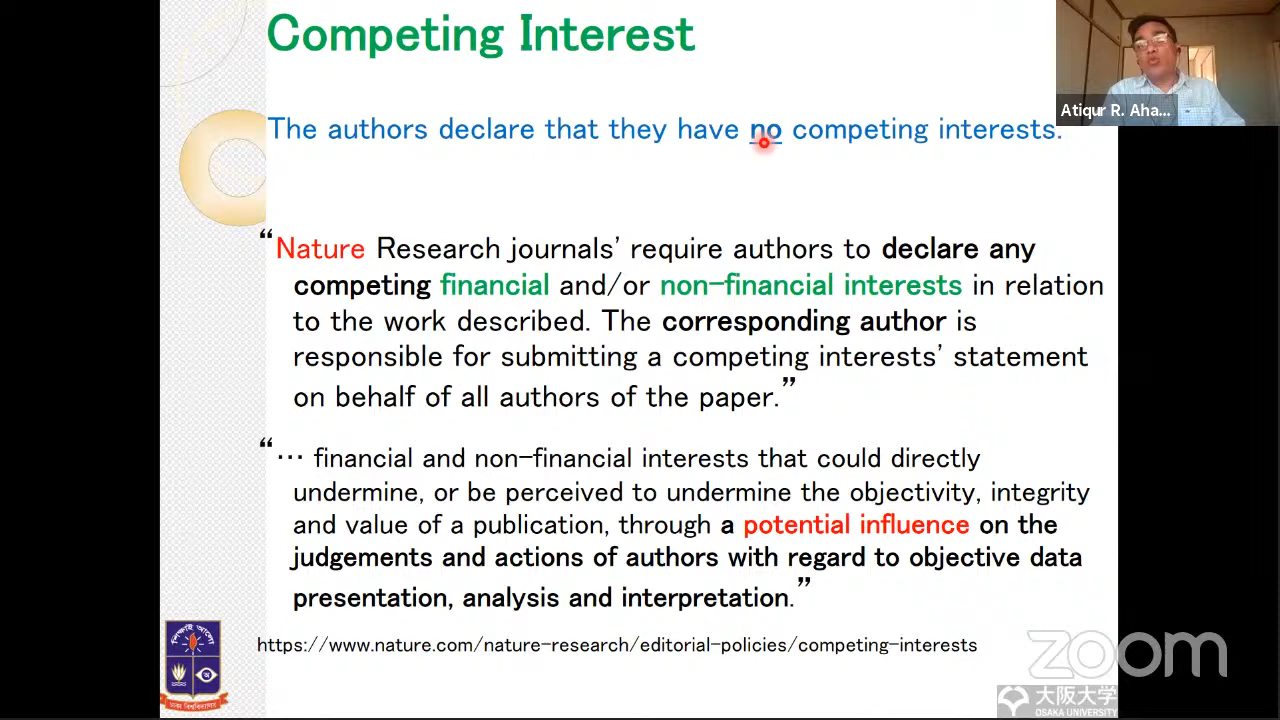 Competing Interest
Atiqur R. Aha...
The authors declare that they have no competing interests.
“Nature Research journals’ require authors to declare any
competing financial and/or non-financial interests in relation
to the work described. The corresponding author is
responsible for submitting a competing interests’ statement
on behalf of all authors of the paper.”
“… financial and non-financial interests that could directly
undermine, or be perceived to undermine the objectivity, integrity
and value of a publication, through a potential influence on the
judgements and actions of authors with regard to objective data
presentation, analysis and interpretation.”
https://www.nature.com/nature-research/editorial-policies/competing-interests
শিক্ষাই আলো
ঢাকা বিশ্ববিদ্যালয়
zoom
大阪大学
OSAKA UNIVERSITY